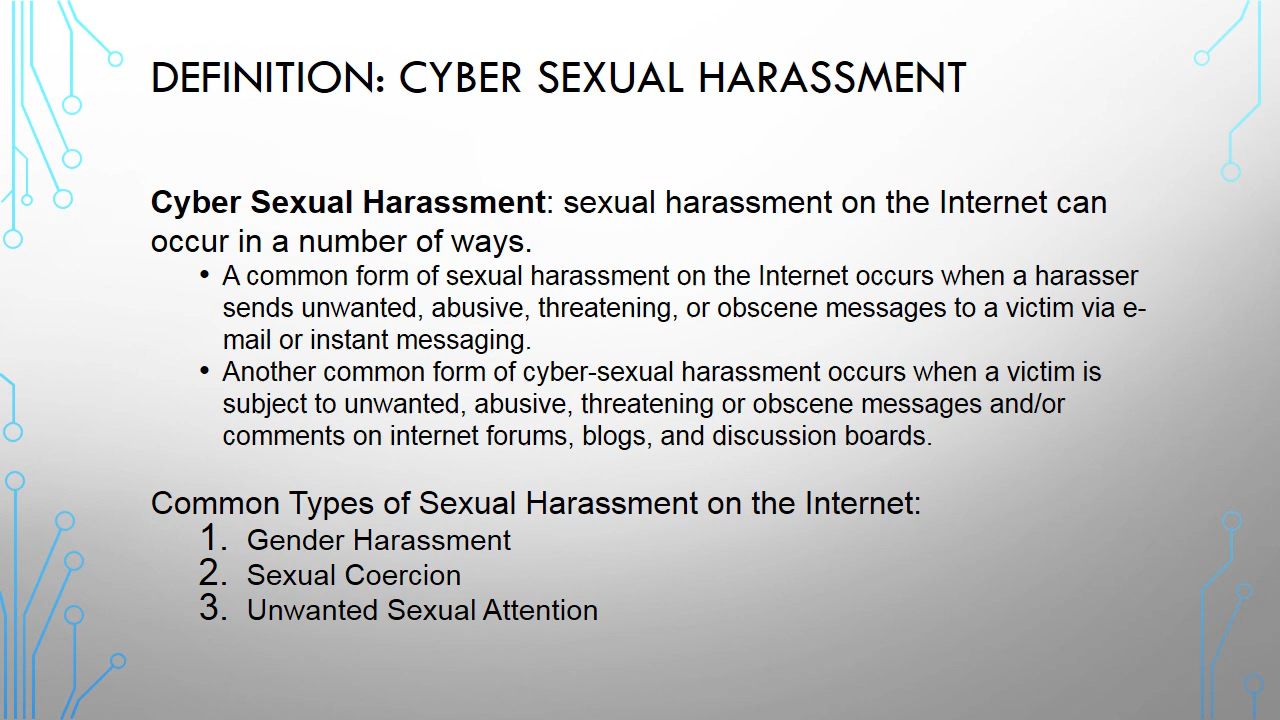 DEFINITION: CYBER SEXUAL HARASSMENT
Cyber Sexual Harassment: sexual harassment on the Internet can
occur in a number of ways.
• A common form of sexual harassment on the Internet occurs when a harasser
sends unwanted, abusive, threatening, or obscene messages to a victim via e-
mail or instant messaging.
• Another common form of cyber-sexual harassment occurs when a victim is
subject to unwanted, abusive, threatening or obscene messages and/or
comments on internet forums, blogs, and discussion boards.
Common Types of Sexual Harassment on the Internet:
1. Gender Harassment
2. Sexual Coercion
3. Unwanted Sexual Attention